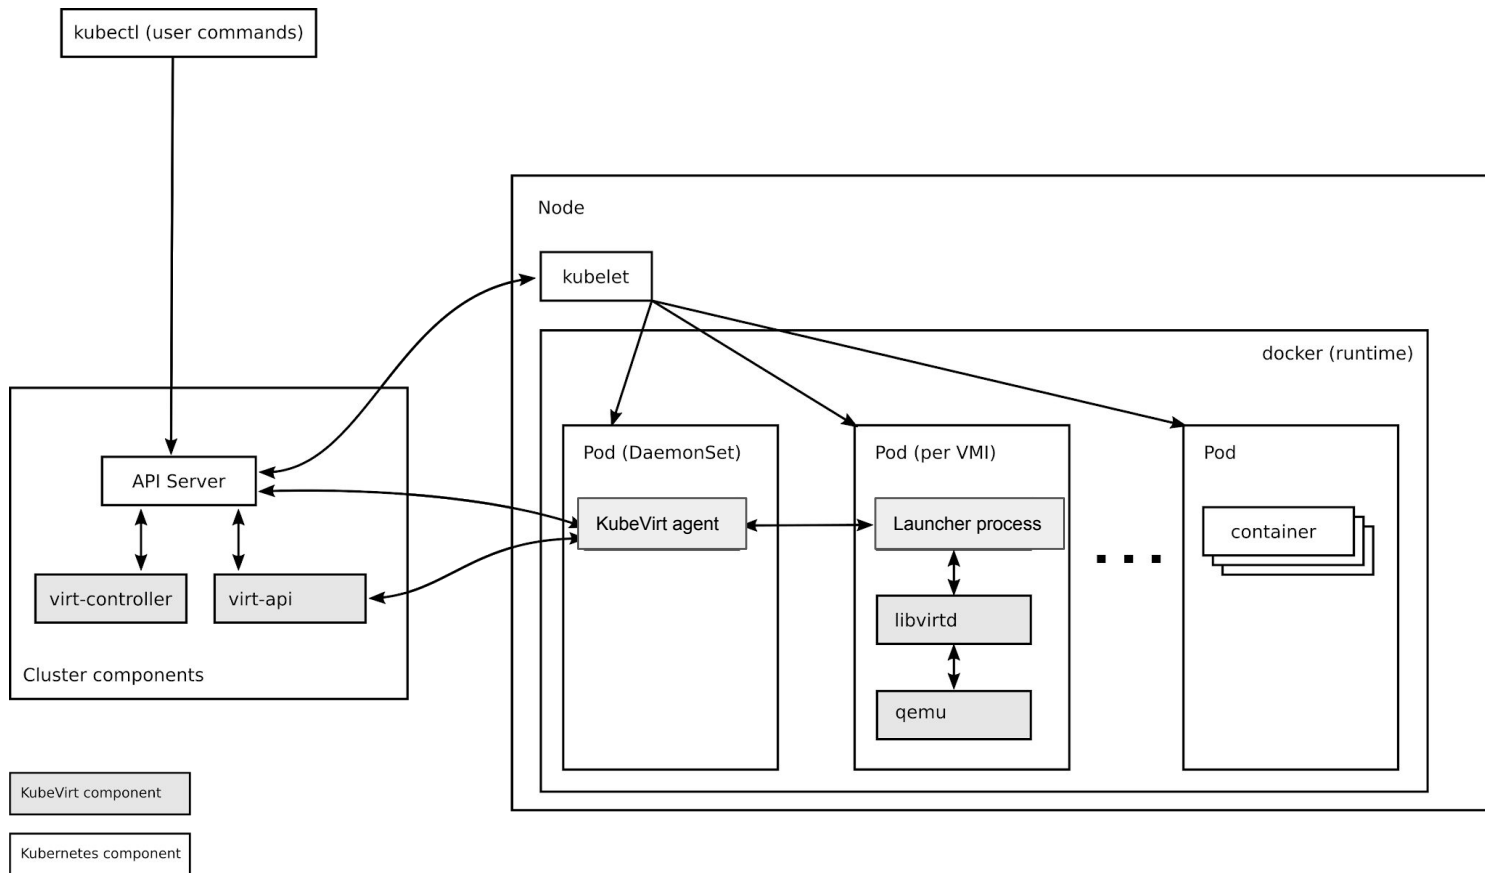 kubectl (user commands)
Node
kubelet
docker (runtime)
Pod (DaemonSet)
KubeVirt agent
Pod (per VMI)
Launcher process
libvirtd
qemu
...
Pod
container
API Server
virt-controller
virt-api
Cluster components
KubeVirt component
Kubernetes component